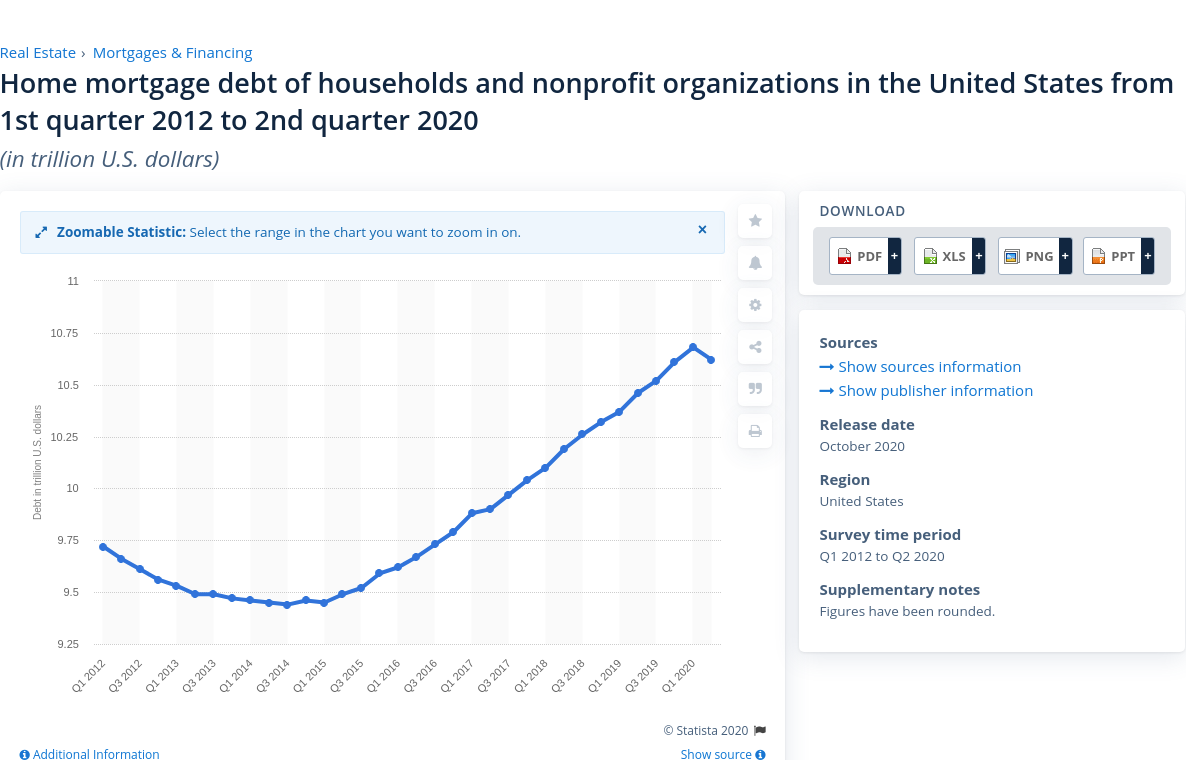 Real Estate › Mortgages & Financing
Home mortgage debt of households and nonprofit organizations in the United States from
1st quarter 2012 to 2nd quarter 2020
(in trillion U.S. dollars)
Zoomable Statistic: Select the range in the chart you want to zoom in on.
×
11
10.75
10.5
10.25
10
9.75
9.5
9.25
Debt in trillion U.S. dollars
Q1 2012
Q3 2012
Q1 2013
Q3 2013
Q1 2014
Q3 2014
Q1 2015
Q3 2015
Q1 2016
Q3 2016
Q1 2017
Q3 2017
Q1 2018
Q3 2018
Q1 2019
Q3 2019
Q1 2020
© Statista 2020
Additional Information
Show source
DOWNLOAD
PDF + XLS + PNG + PPT +
Sources
Show sources information
Show publisher information
Release date
October 2020
Region
United States
Survey time period
Q1 2012 to Q2 2020
Supplementary notes
Figures have been rounded.